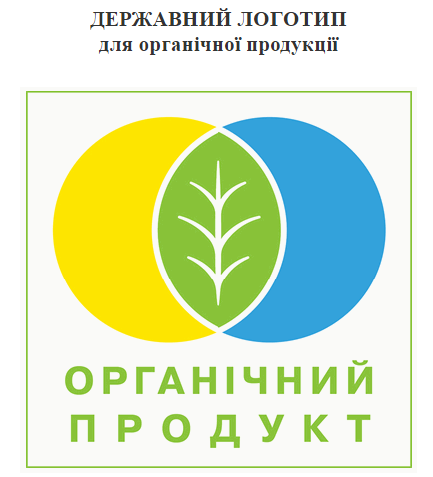 ДЕРЖАВНИЙ ЛОГОТИП
для органічної продукції
ОРГАНІЧНИЙ
ПРОДУКТ